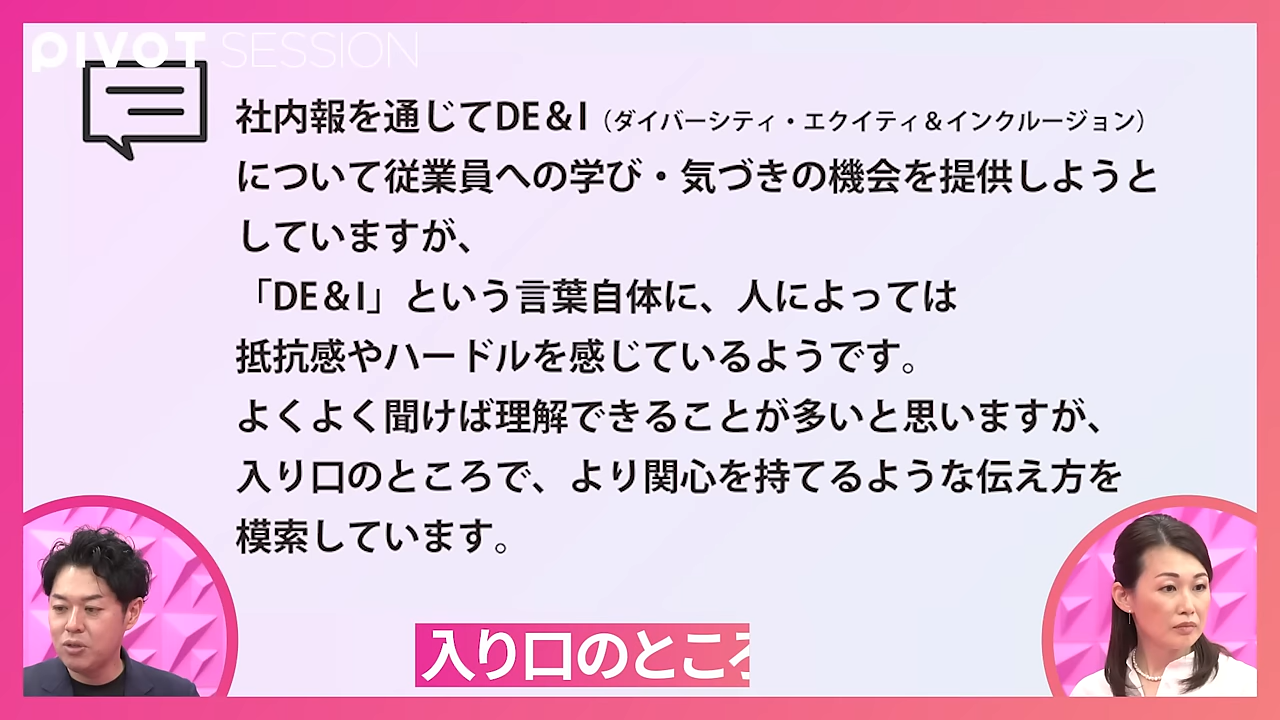 PIVOT SESSION
社内報を通じてDE&I（ダイバーシティ・エクイティ＆インクルージョン）
について従業員への学び・気づきの機会を提供しようと
していますが、
「DE&I」という言葉自体に、人によっては
抵抗感やハードルを感じているようです。
よくよく聞けば理解できることが多いと思いますが、
入り口のところで、より関心を持てるような伝え方を
模索しています。
入り口のところ